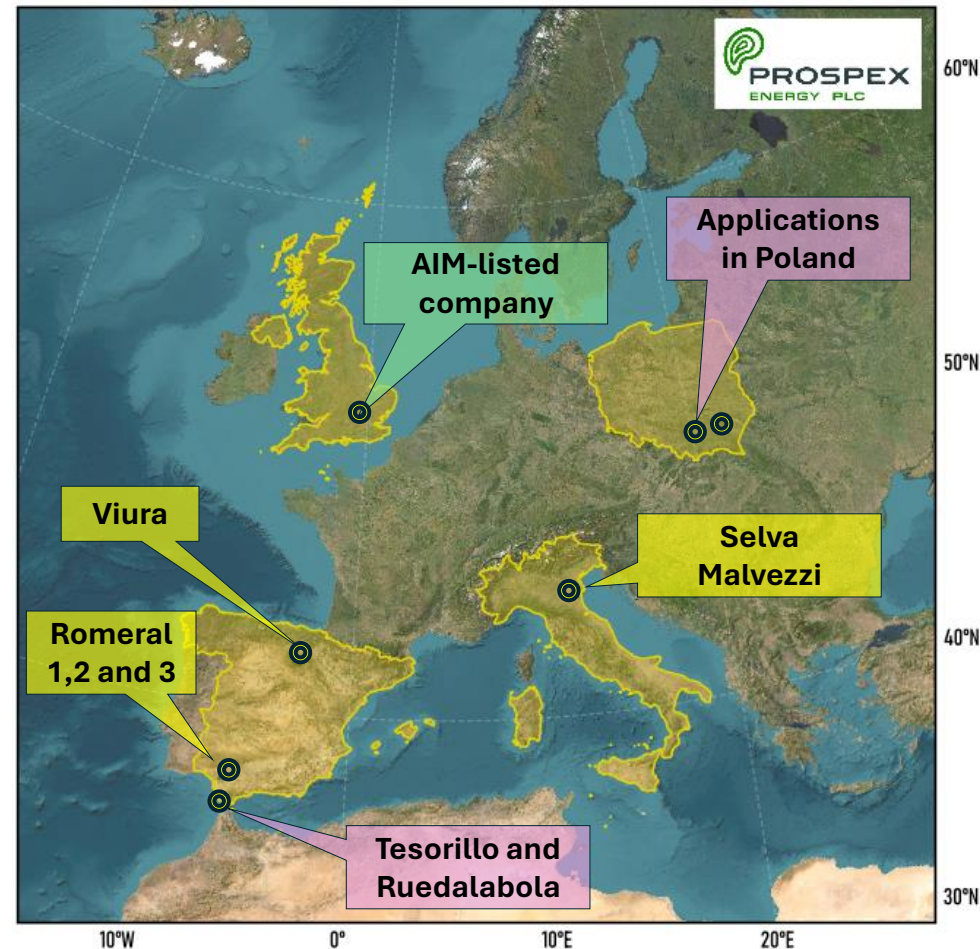 PROSPEX
ENERGY PLC
60°N
Applications
in Poland
AIM-listed
company
50°N
Viura
Selva
Malvezzi
Romeral
1,2 and 3
40°N
Tesorillo and
Ruedalabola
30°N
10°W
0°
10°E
20°E